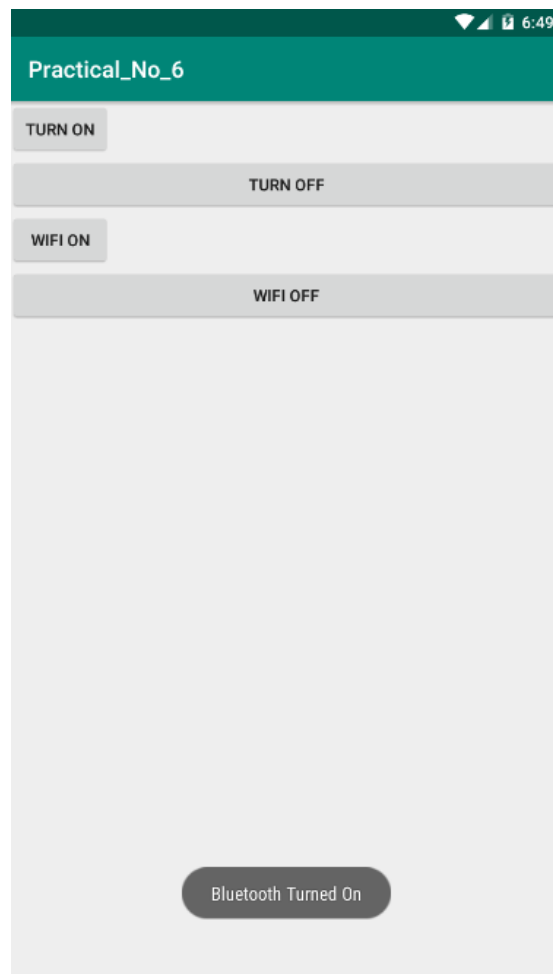 6:49
Practical_No_6
TURN ON
TURN OFF
WIFI ON
WIFI OFF
Bluetooth Turned On